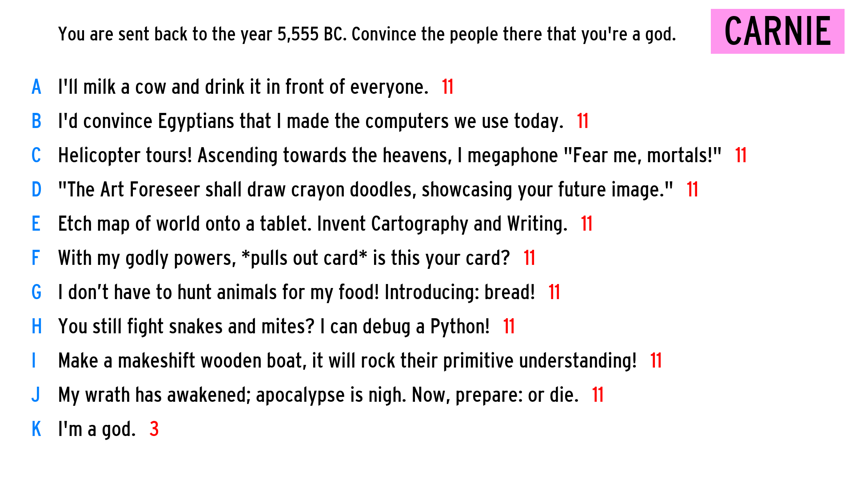 You are sent back to the year 5,555 BC. Convince the people there that you're a god.
CARNIE
A I'll milk a cow and drink it in front of everyone. 11
B I'd convince Egyptians that I made the computers we use today. 11
C Helicopter tours! Ascending towards the heavens, I megaphone "Fear me, mortals!" 11
D "The Art Foreseer shall draw crayon doodles, showcasing your future image." 11
E Etch map of world onto a tablet. Invent Cartography and Writing. 11
F With my godly powers, *pulls out card* is this your card? 11
G I don’t have to hunt animals for my food! Introducing: bread! 11
H You still fight snakes and mites? I can debug a Python! 11
I Make a makeshift wooden boat, it will rock their primitive understanding! 11
J My wrath has awakened; apocalypse is nigh. Now, prepare: or die. 11
K I'm a god. 3